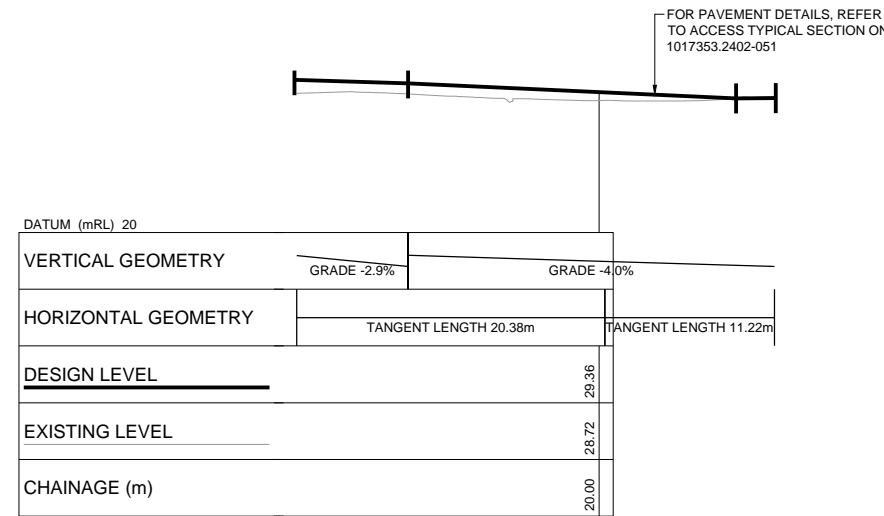 FOR PAVEMENT DETAILS, REFER
TO ACCESS TYPICAL SECTION ON
1017353.2402-051
DATUM (mRL) 20
VERTICAL GEOMETRY
GRADE -2.9%
GRADE -4.0%
HORIZONTAL GEOMETRY
TANGENT LENGTH 20.38m
TANGENT LENGTH 11.22m
DESIGN LEVEL
29.36
EXISTING LEVEL
28.72
CHAINAGE (m)
20.00